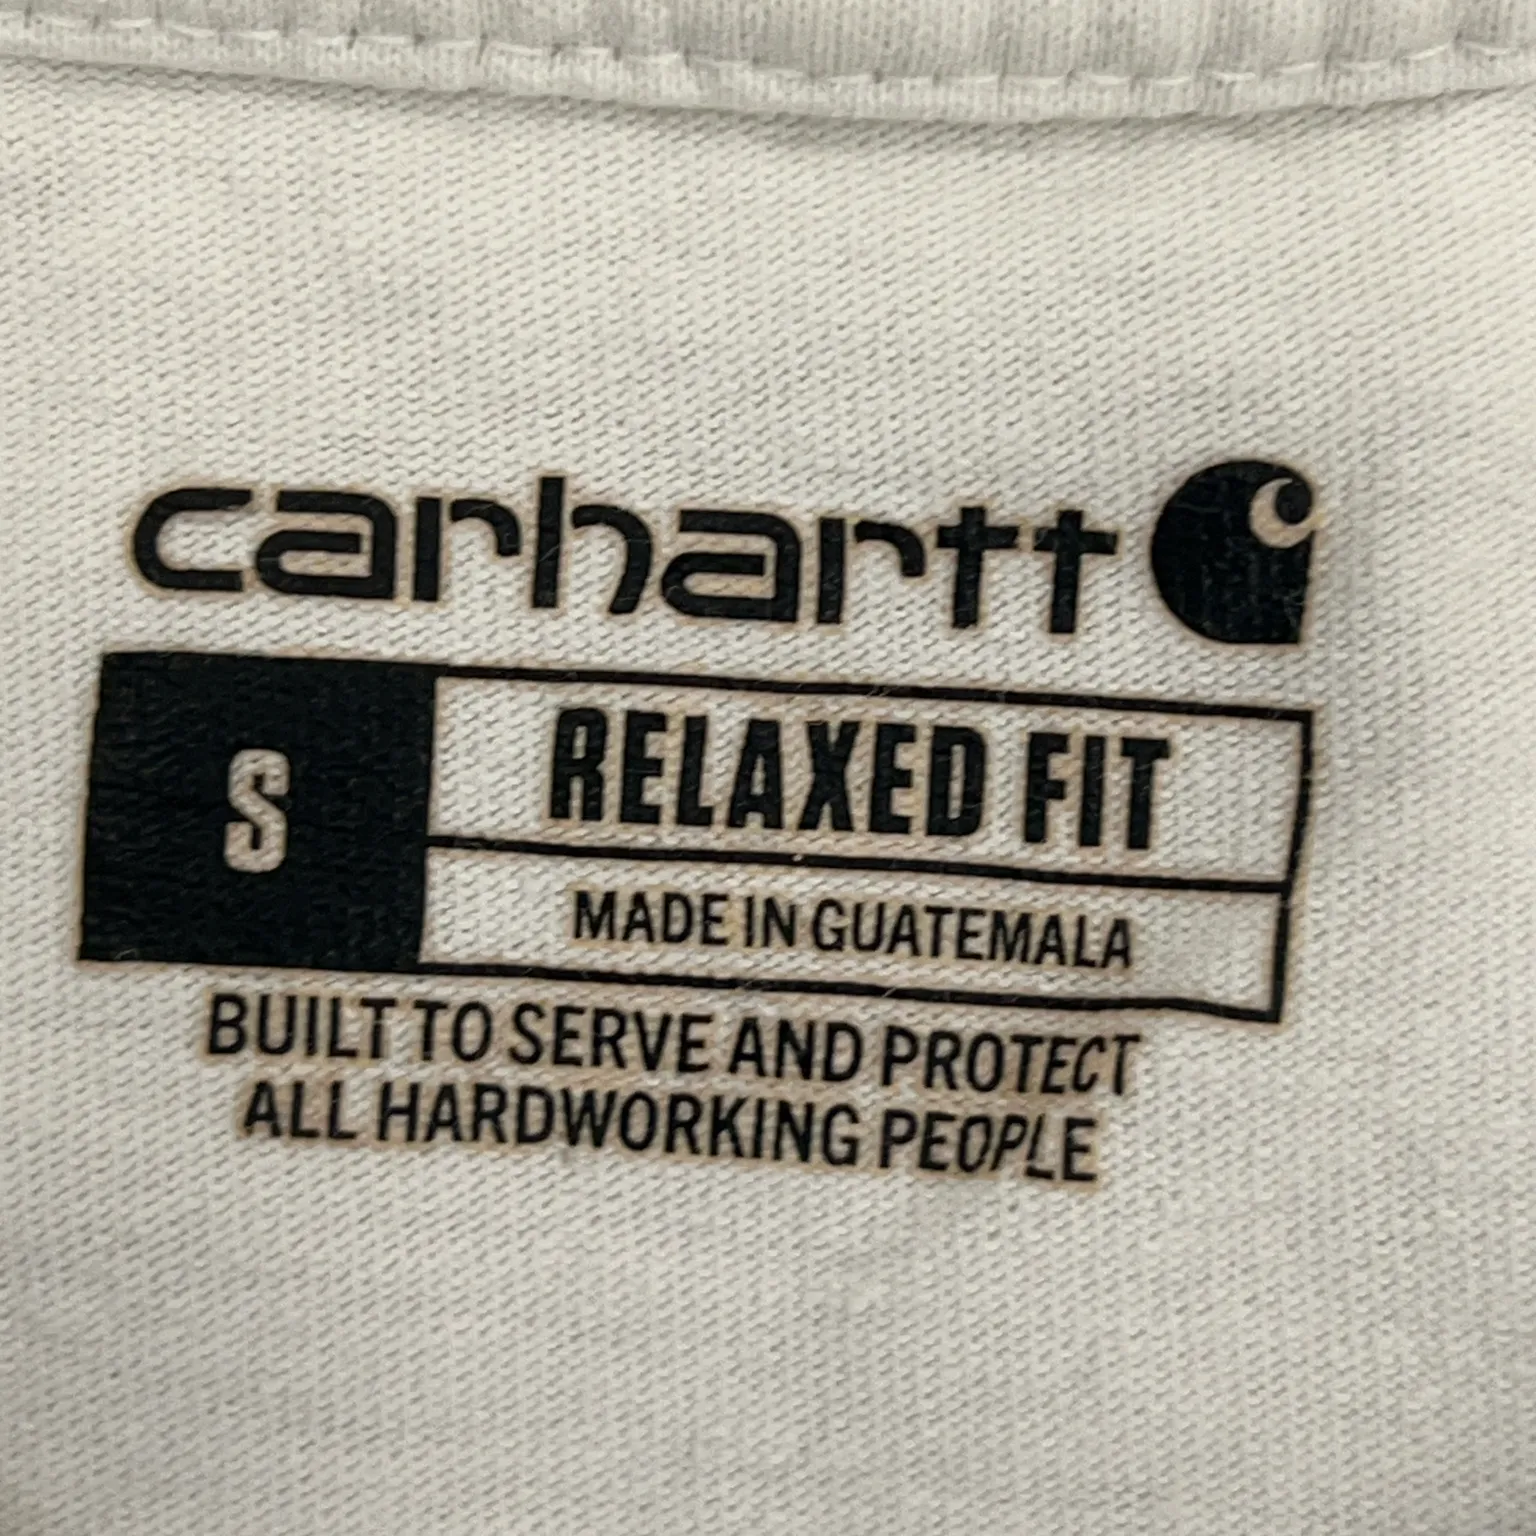 carhartt
S
RELAXED FIT
MADE IN GUATEMALA
BUILT TO SERVE AND PROTECT
ALL HARDWORKING PEOPLE